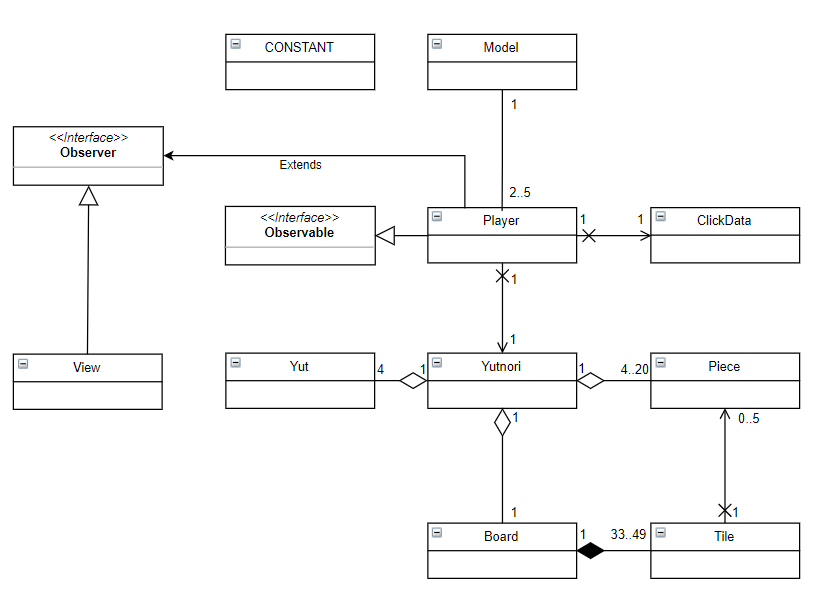 CONSTANT
Model
1
<<Interface>>
Observer
Extends
2..5
<<Interface>>
Observable
Player
1
1
ClickData
1
1
View
Yut
4
1
Yutnori
1
4..20
Piece
1
0..5
1
1
Board
1
33..49
Tile